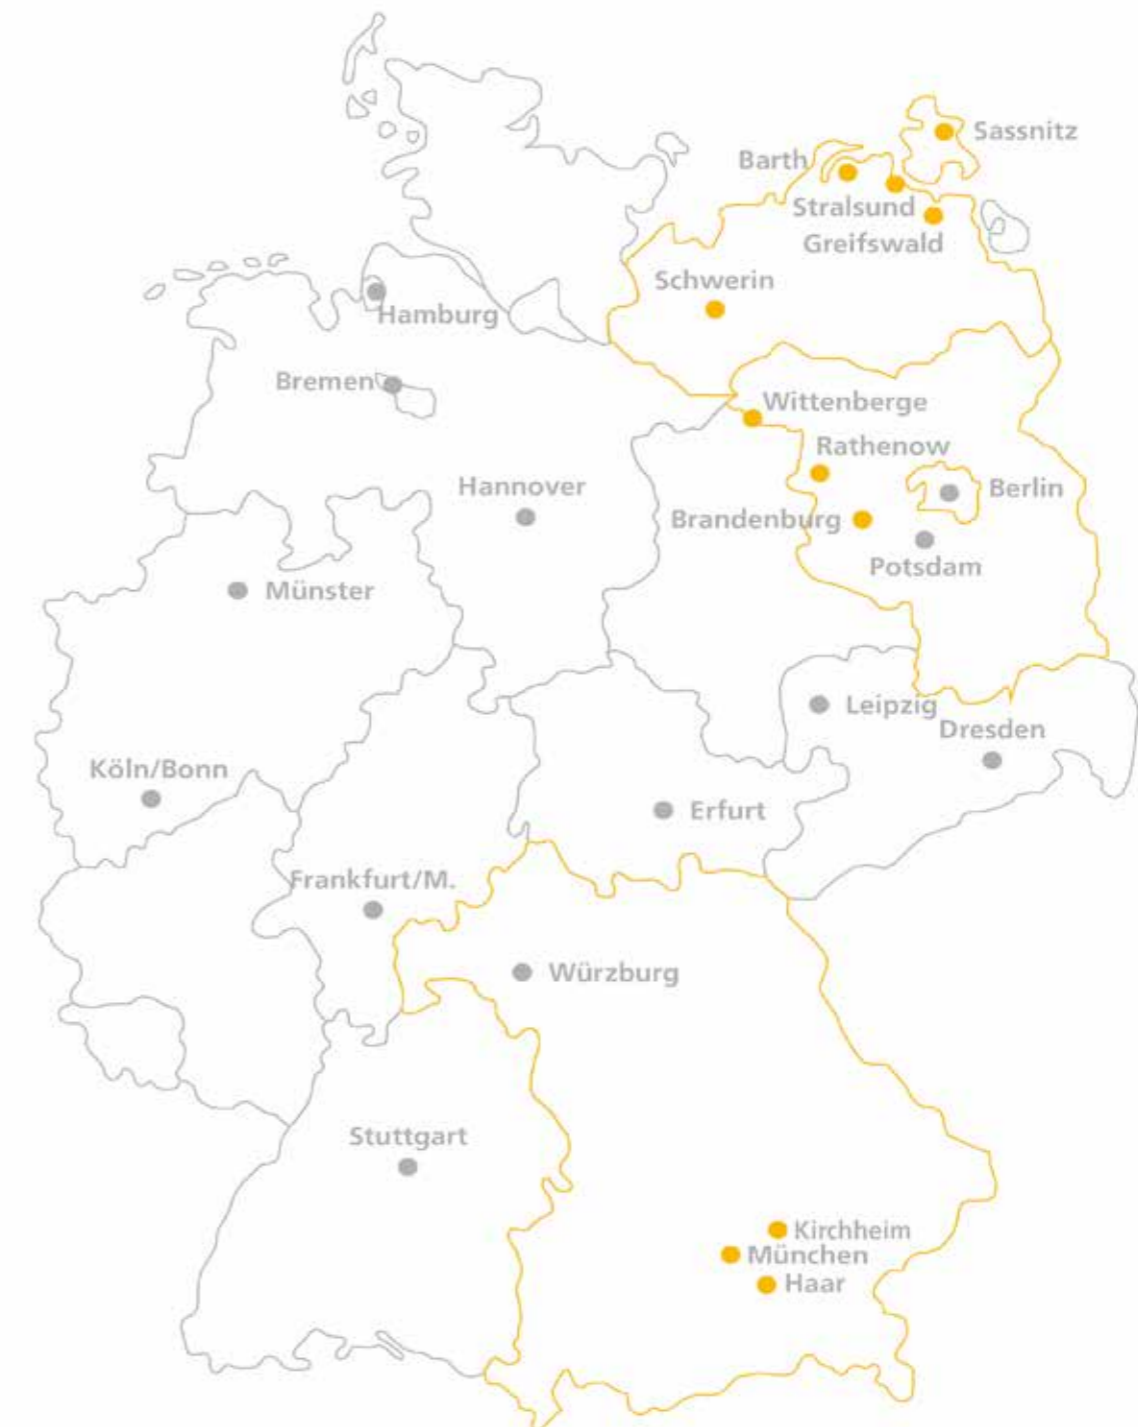 Sassnitz
Barth
Stralsund
Greifswald
Schwerin
Hamburg
Bremen
Wittenberge
Rathenow
Hannover
Berlin
Brandenburg
Potsdam
Münster
Leipzig
Dresden
Köln/Bonn
Erfurt
Frankfurt/M.
Würzburg
Stuttgart
Kirchheim
München
Haar